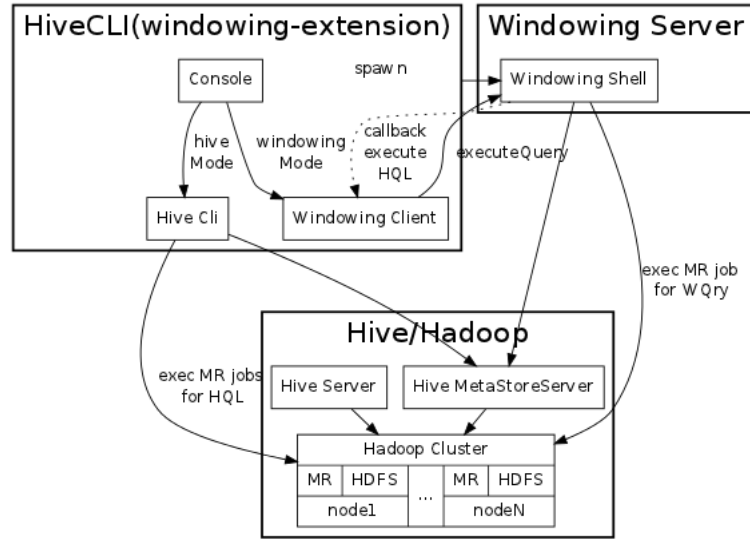 HiveCLI(windowing-extension)
Windowing Server
Console
spawn
Windowing Shell
hive
Mode
windowing
Mode
callback
execute
HQL
executeQuery
Hive Cli
Windowing Client
exec MR job
for WQry
Hive/Hadoop
exec MR jobs
for HQL
Hive Server
Hive MetaStoreServer
Hadoop Cluster
MR
HDFS
...
MR
HDFS
node1
nodeN